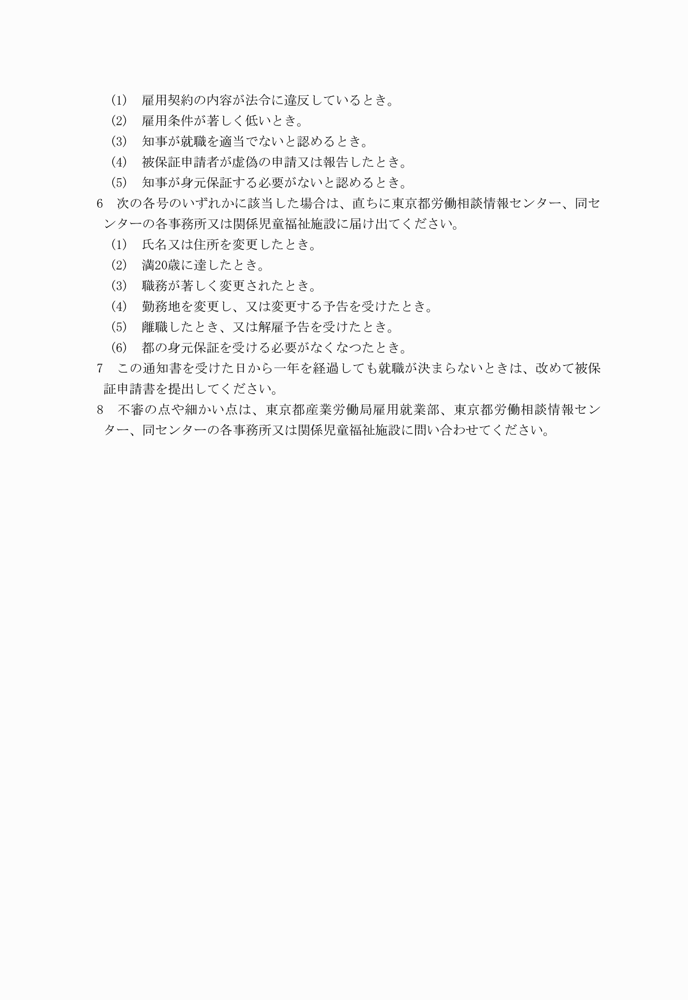 (1)　雇用契約の内容が法令に違反しているとき。
(2)　雇用条件が著しく低いとき。
(3)　知事が就職を適当でないと認めるとき。
(4)　被保証申請者が虚偽の申請又は報告したとき。
(5)　知事が身元保証する必要がないと認めるとき。
6　次の各号のいずれかに該当した場合は、直ちに東京都労働相談情報センター、同セ
ンターの各事務所又は関係児童福祉施設に届け出てください。
(1)　氏名又は住所を変更したとき。
(2)　満20歳に達したとき。
(3)　職務が著しく変更されたとき。
(4)　勤務地を変更し、又は変更する予告を受けたとき。
(5)　離職したとき、又は解雇予告を受けたとき。
(6)　都の身元保証を受ける必要がなくなつたとき。
7　この通知書を受けた日から一年を経過しても就職が決まらないときは、改めて被保
証申請書を提出してください。
8　不審の点や細かい点は、東京都産業労働局雇用就業部、東京都労働相談情報セン
ター、同センターの各事務所又は関係児童福祉施設に問い合わせてください。